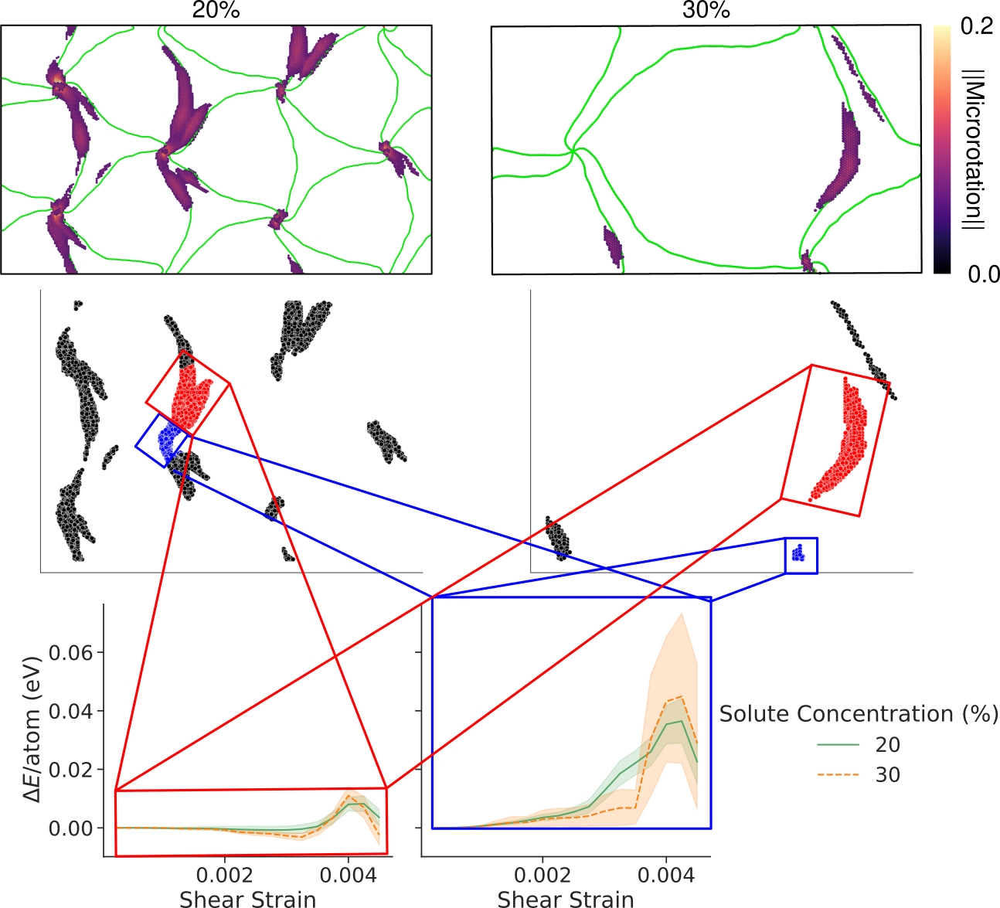 20%
30%
0.2
||Microrotation||
0.0
ΔE/atom (eV)
0.06
0.04
0.02
0.00
0.002
0.004
Shear Strain
0.002
0.004
Shear Strain
Solute Concentration (%)
20
30